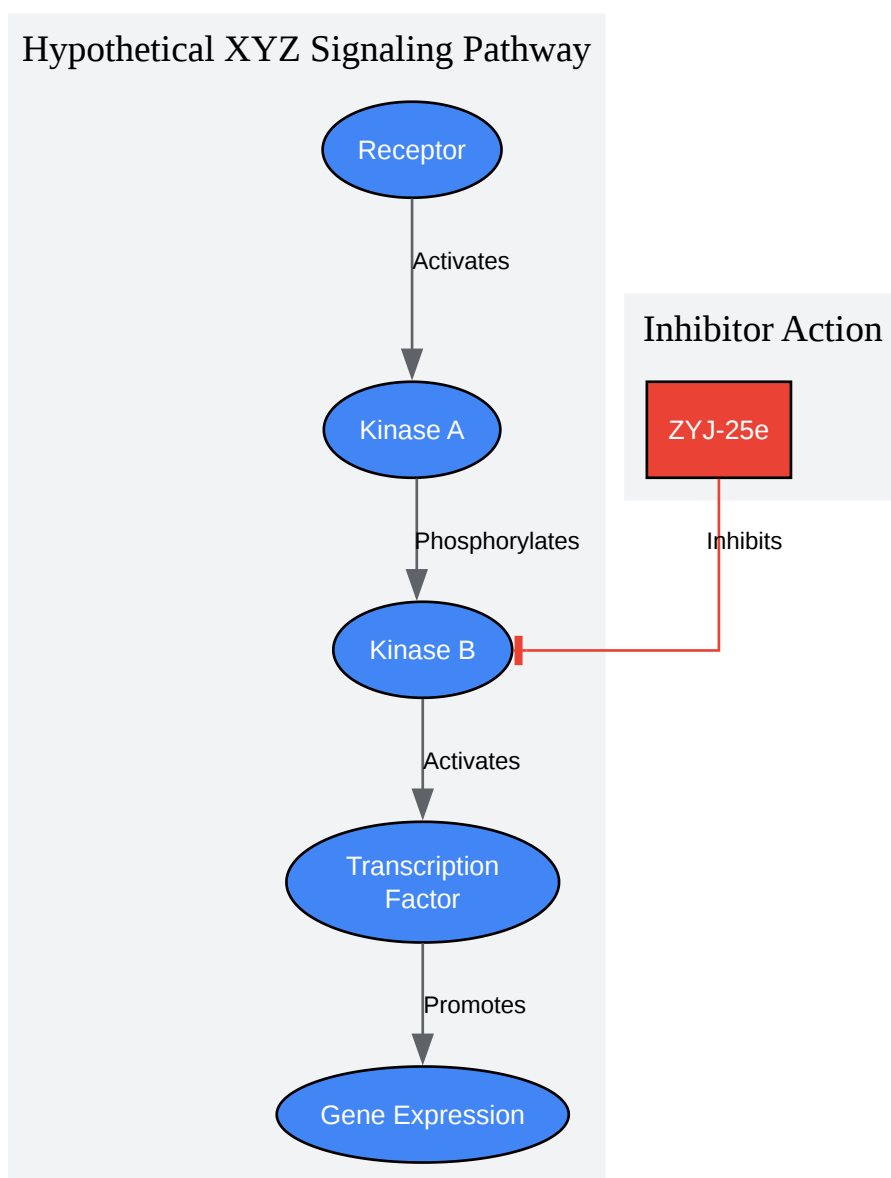 Hypothetical XYZ Signaling Pathway
Receptor
Activates
Inhibitor Action
Kinase A
ZYJ-25e
Phosphorylates
Inhibits
Kinase B
Activates
Transcription
Factor
Promotes
Gene Expression